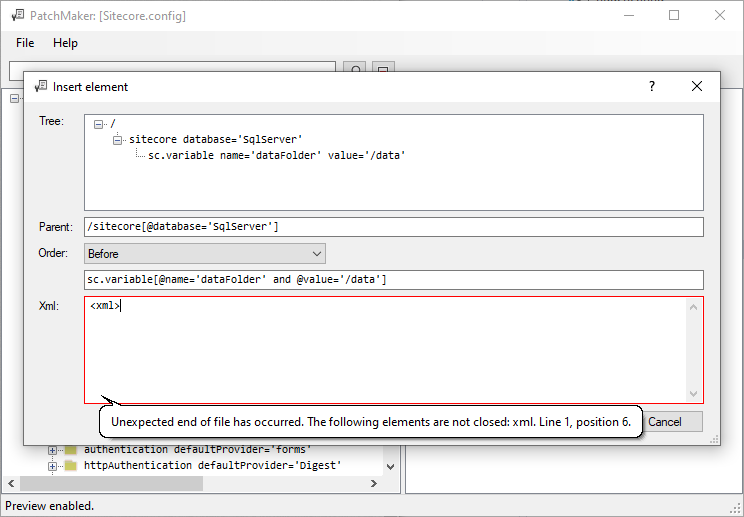 PatchMaker: [Sitecore.config]
File Help
Insert element
?
Tree:
/
sitecore database='SqlServer'
sc.variable name='dataFolder' value='/data'
Parent: /sitecore[@database='SqlServer']
Order: Before
sc.variable[@name='dataFolder' and @value='/data']
Xml: <xml>
Unexpected end of file has occurred. The following elements are not closed: xml. Line 1, position 6.
Cancel
authentication defaultProvider='forms'
httpAuthentication defaultProvider='Digest'
Preview enabled.